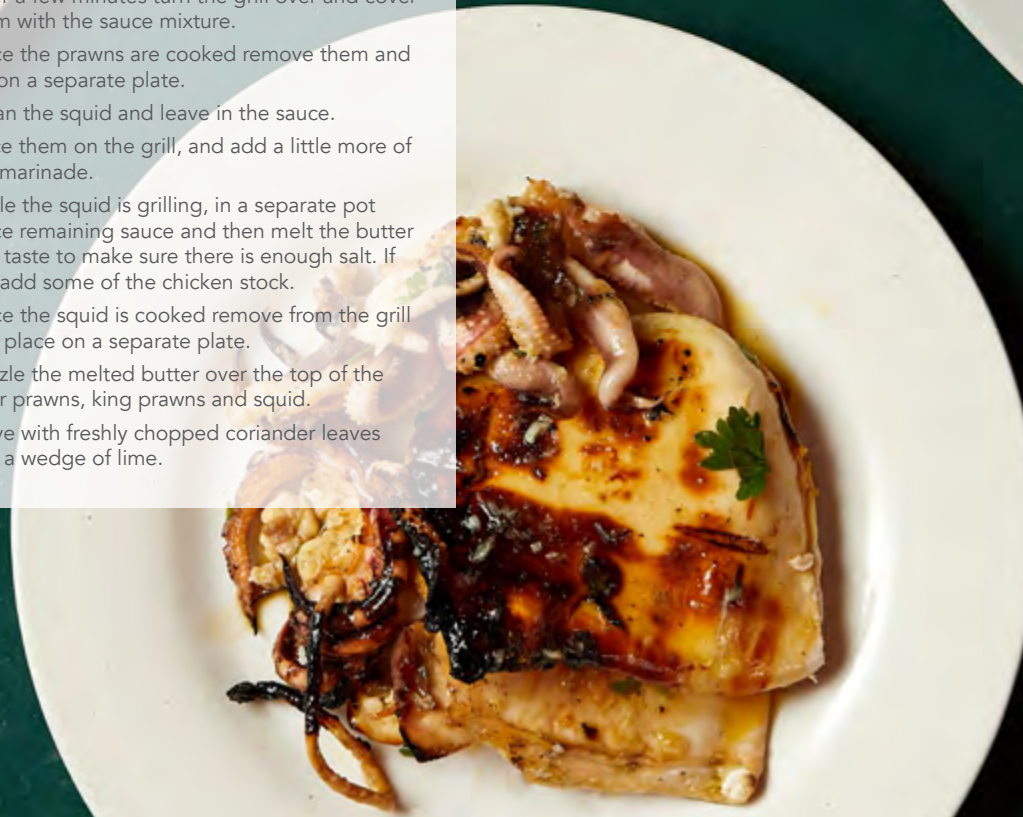 a few minutes turn the grill over and cover
with the sauce mixture.
the prawns are cooked remove them and
on a separate plate.
the squid and leave in the sauce.
them on the grill, and add a little more of
marinade.
the squid is grilling, in a separate pot
remaining sauce and then melt the butter
taste to make sure there is enough salt. If
add some of the chicken stock.
the squid is cooked remove from the grill
place on a separate plate.
the melted butter over the top of the
prawns, king prawns and squid.
with freshly chopped coriander leaves
a wedge of lime.